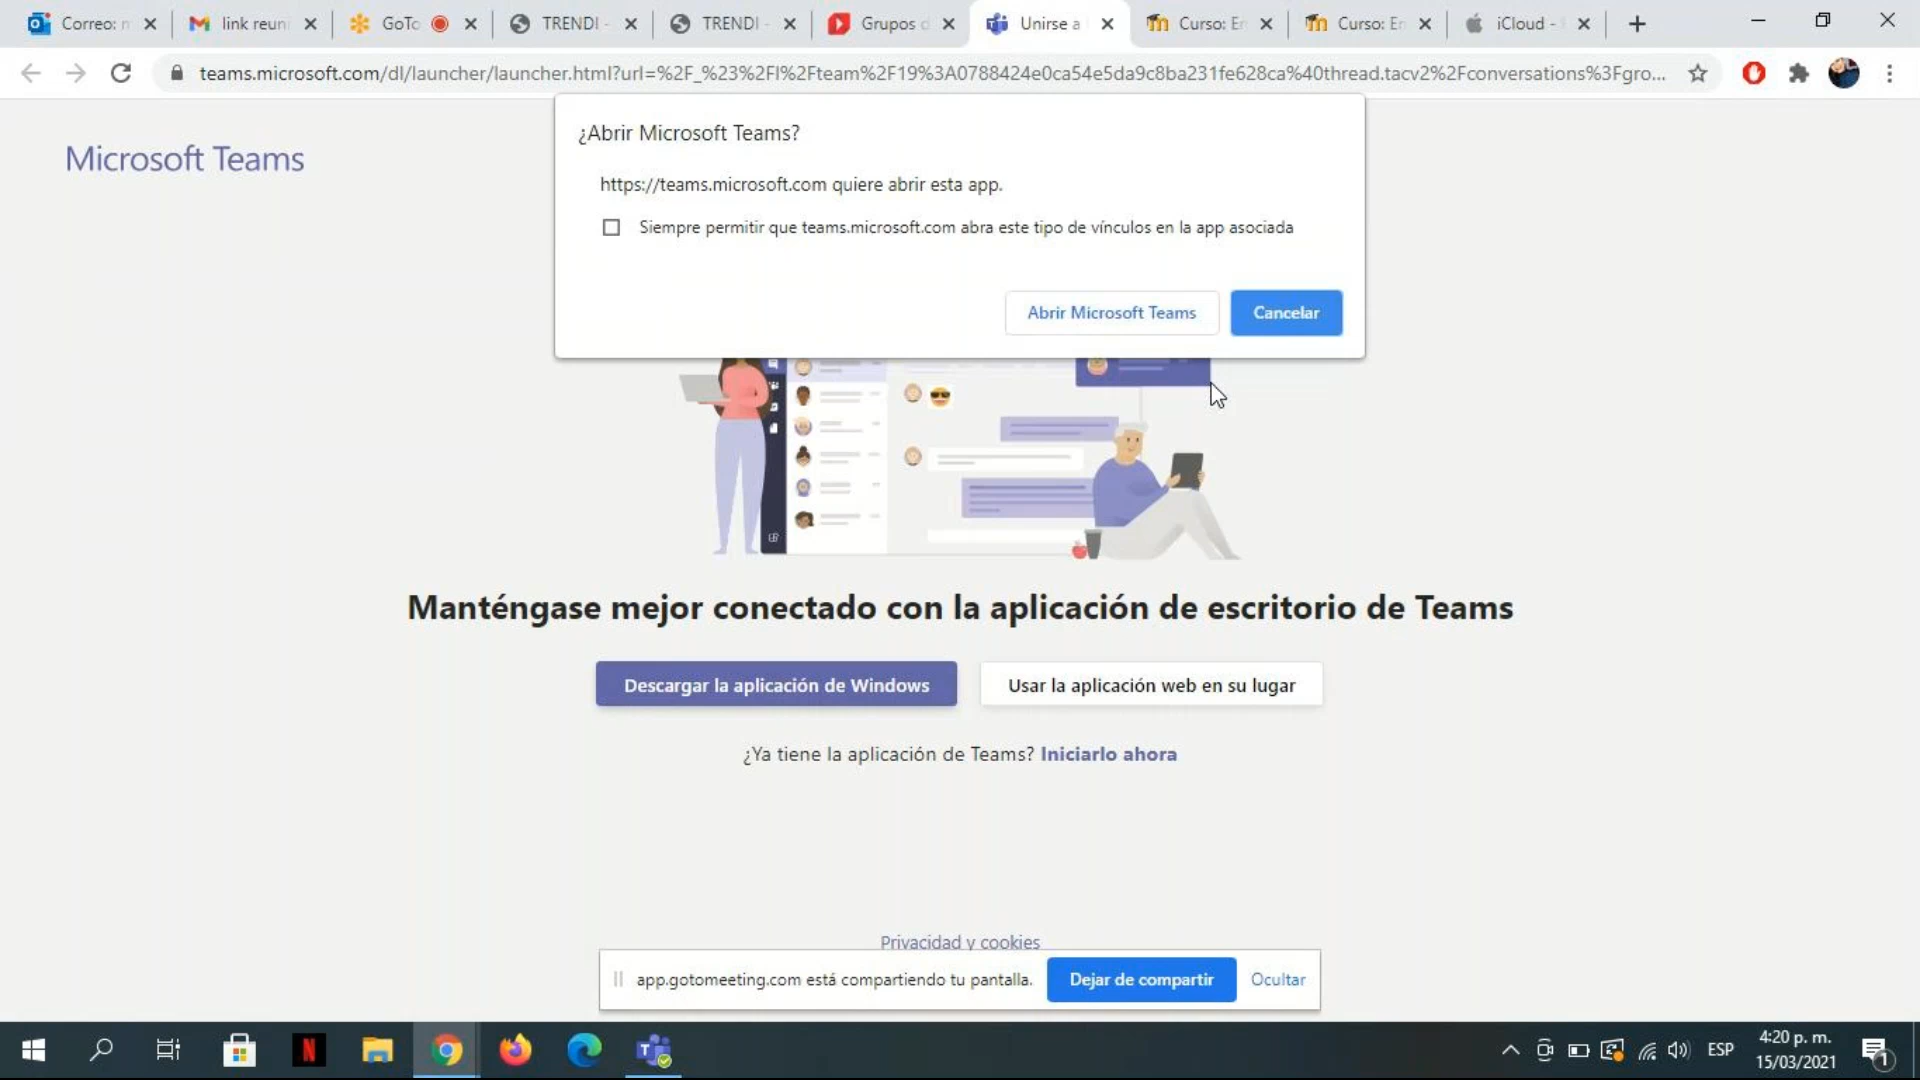 Correo: n
link reuni
GoTo
TRENDI -
TRENDI -
Grupos d
Unirse a
Curso: En
Curso: En
iCloud -
teams.microsoft.com/dl/launcher/launcher.html?url=%2F_%23%2Fl%2Fteam%2F19%3A0788424e0ca54e5da9c8ba231fe628ca%40thread.tacv2%2Fconversations%3Fgro...
¿Abrir Microsoft Teams?
https://teams.microsoft.com quiere abrir esta app.
Siempre permitir que teams.microsoft.com abra este tipo de vínculos en la app asociada
Abrir Microsoft Teams
Cancelar
Microsoft Teams
Manténgase mejor conectado con la aplicación de escritorio de Teams
Descargar la aplicación de Windows
Usar la aplicación web en su lugar
¿Ya tiene la aplicación de Teams? Iniciarlo ahora
Privacidad y cookies
app.gotomeeting.com está compartiendo tu pantalla.
Dejar de compartir
Ocultar
ESP
4:20 p. m.
15/03/2021
1